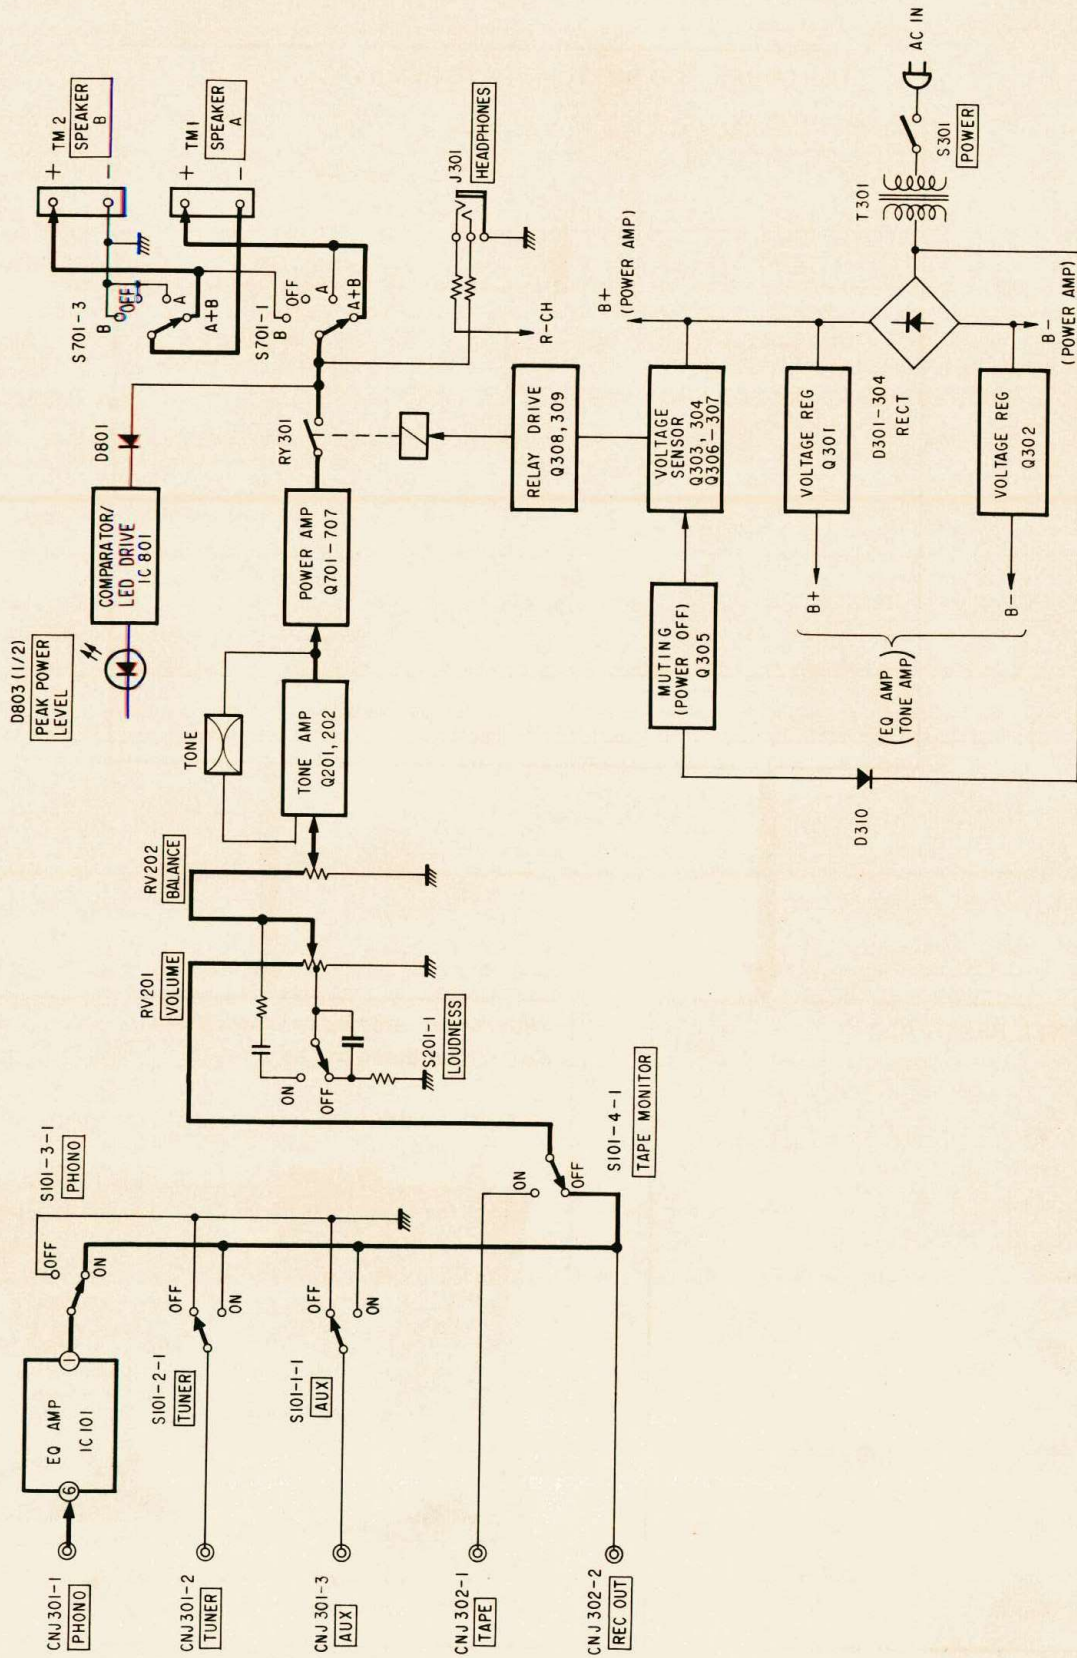 CNJ301-1
PHONO
6
EQ AMP
IC101
1
OFF
ON
S101-3-1
PHONO
CNJ301-2
TUNER
S101-2-1
TUNER
OFF
ON
CNJ301-3
AUX
S101-1-1
AUX
OFF
ON
CNJ302-1
TAPE
CNJ302-2
REC OUT
ON
OFF
S101-4-1
TAPE MONITOR
RV201
VOLUME
ON
OFF
S201-1
LOUDNESS
RV202
BALANCE
TONE
TONE AMP
Q201, 202
POWER AMP
Q701-707
D803 (1/2)
PEAK POWER
LEVEL
COMPARATOR/
LED DRIVE
IC801
D801
RY301
S701-3
B
OFF
A
A+B
S701-1
B
OFF
A
A+B
+
TM2
-
SPEAKER
B
+
TM1
-
SPEAKER
A
J301
HEADPHONES
R-CH
RELAY DRIVE
Q308, 309
VOLTAGE
SENSOR
Q303, 304
Q306-307
MUTING
(POWER OFF)
Q305
D310
B+
(POWER AMP)
VOLTAGE REG
Q301
B+
D301-304
RECT
VOLTAGE REG
Q302
B-
(EQ AMP
TONE AMP)
B-
(POWER AMP)
T301
S301
POWER
AC IN